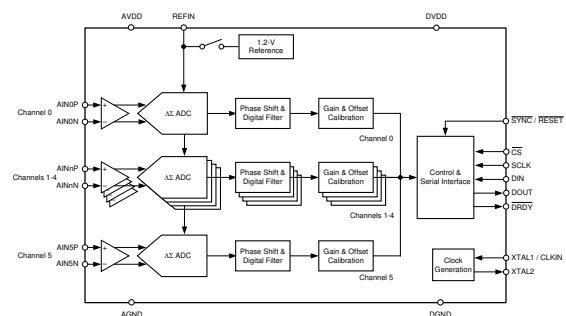 AVDD
REFIN
DVDD
1.2-V
Reference
Channel 0
AIN0P
AIN0N
+
−
ΔΣ ADC
Phase Shift &
Digital Filter
Gain & Offset
Calibration
Channel 0
SYNC / RESET
Channels 1-4
AINnP
AINnN
+
−
ΔΣ ADC
Phase Shift &
Digital Filter
Gain & Offset
Calibration
Channels 1-4
Control &
Serial Interface
CS
SCLK
DIN
DOUT
DRDY
Channel 5
AIN5P
AIN5N
+
−
ΔΣ ADC
Phase Shift &
Digital Filter
Gain & Offset
Calibration
Channel 5
Clock
Generation
XTAL1 / CLKIN
XTAL2
AGND
DGND